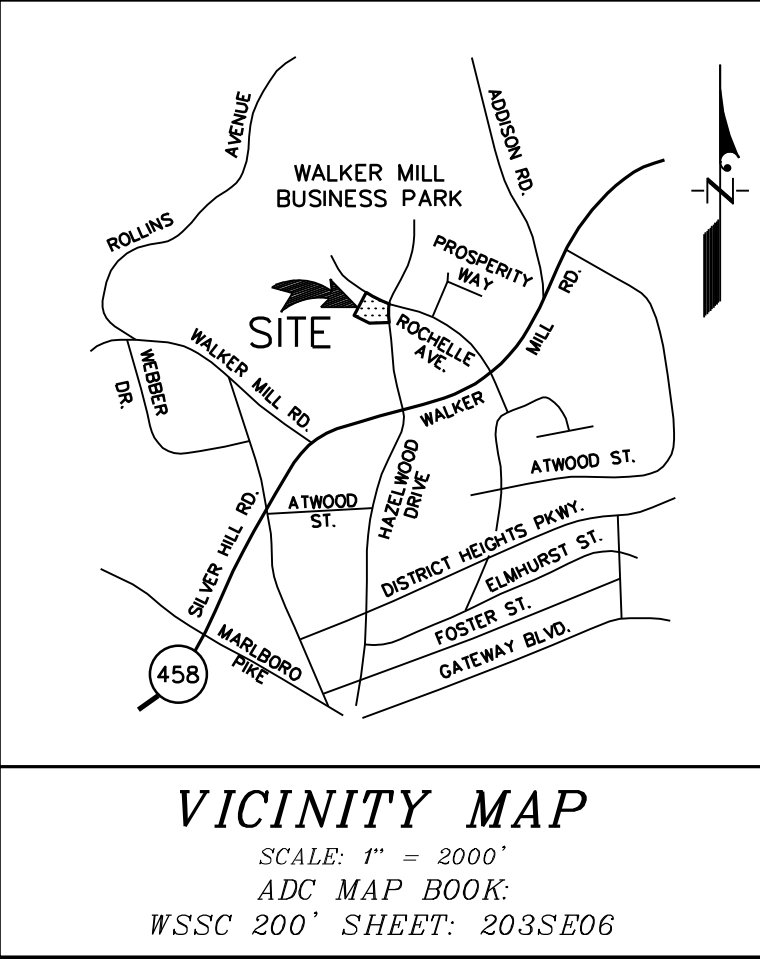 AVENUE
ADDISON RD.
WALKER MILL
BUSINESS PARK
N
ROLLINS
PROSPERITY
WAY
RD.
SITE
ROCHELLE
AVE.
MILL
WALKER MILL RD.
WEBBER
DR.
WALKER
ATWOOD ST.
HAZELWOOD
DRIVE
ATWOOD
ST.
SILVER HILL RD.
DISTRICT HEIGHTS PKWY.
ELMHURST ST.
FOSTER ST.
GATEWAY BLVD.
MARLBORO
PIKE
458
VICINITY MAP
SCALE: 1" = 2000'
ADC MAP BOOK:
WSSC 200' SHEET: 203SE06